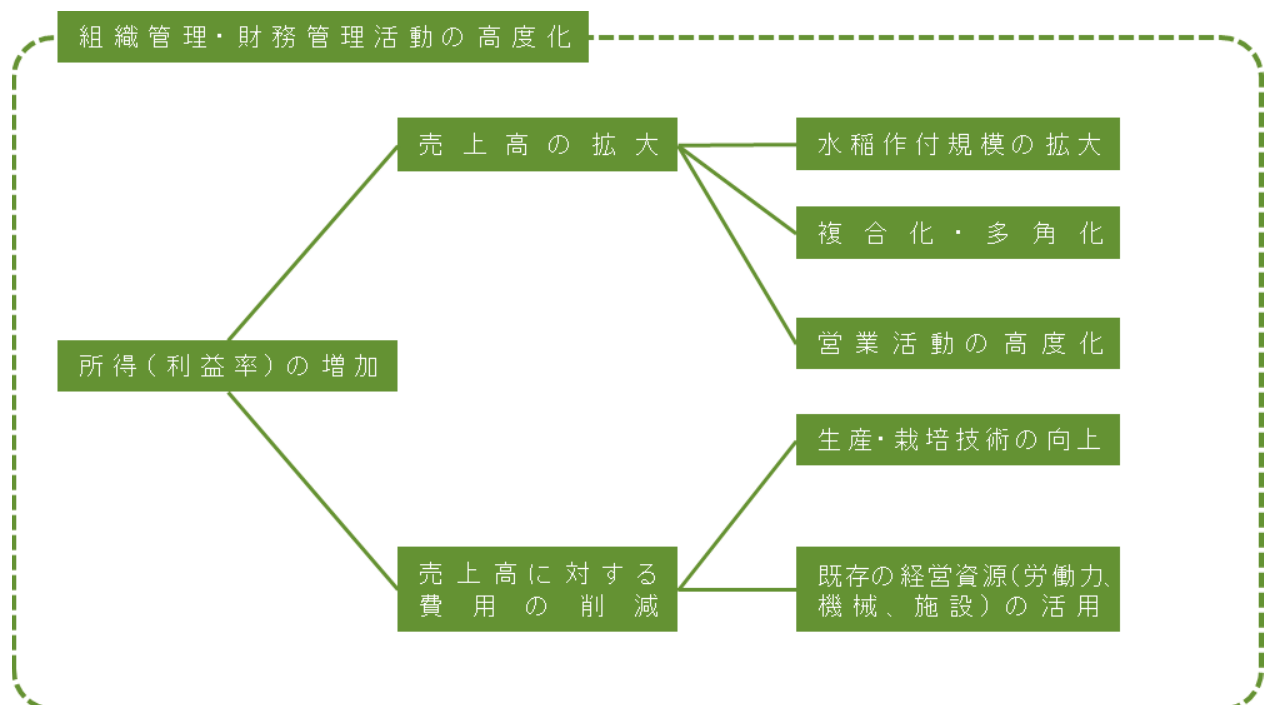 組織管理・財務管理活動の高度化
売上高の拡大
水稲作付規模の拡大
複合化・多角化
営業活動の高度化
所得(利益率)の増加
生産・栽培技術の向上
売上高に対する
費用の削減
既存の経営資源(労働力、
機械、施設)の活用